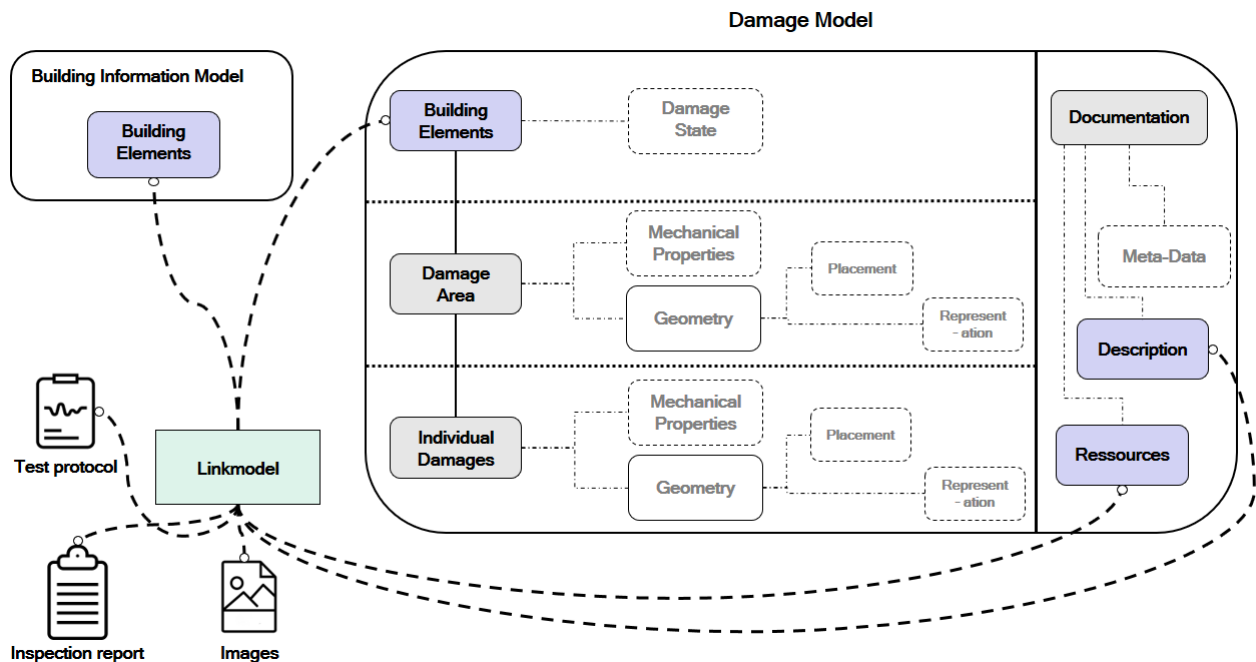 Damage Model
Building Information Model
Building
Elements
Building
Elements
Damage
State
Documentation
Mechanical
Properties
Damage
Area
Placement
Meta-Data
Geometry
Represent
- ation
Description
Mechanical
Properties
Individual
Damages
Placement
Ressources
Geometry
Represent
- ation
Test protocol
Linkmodel
Inspection report
Images